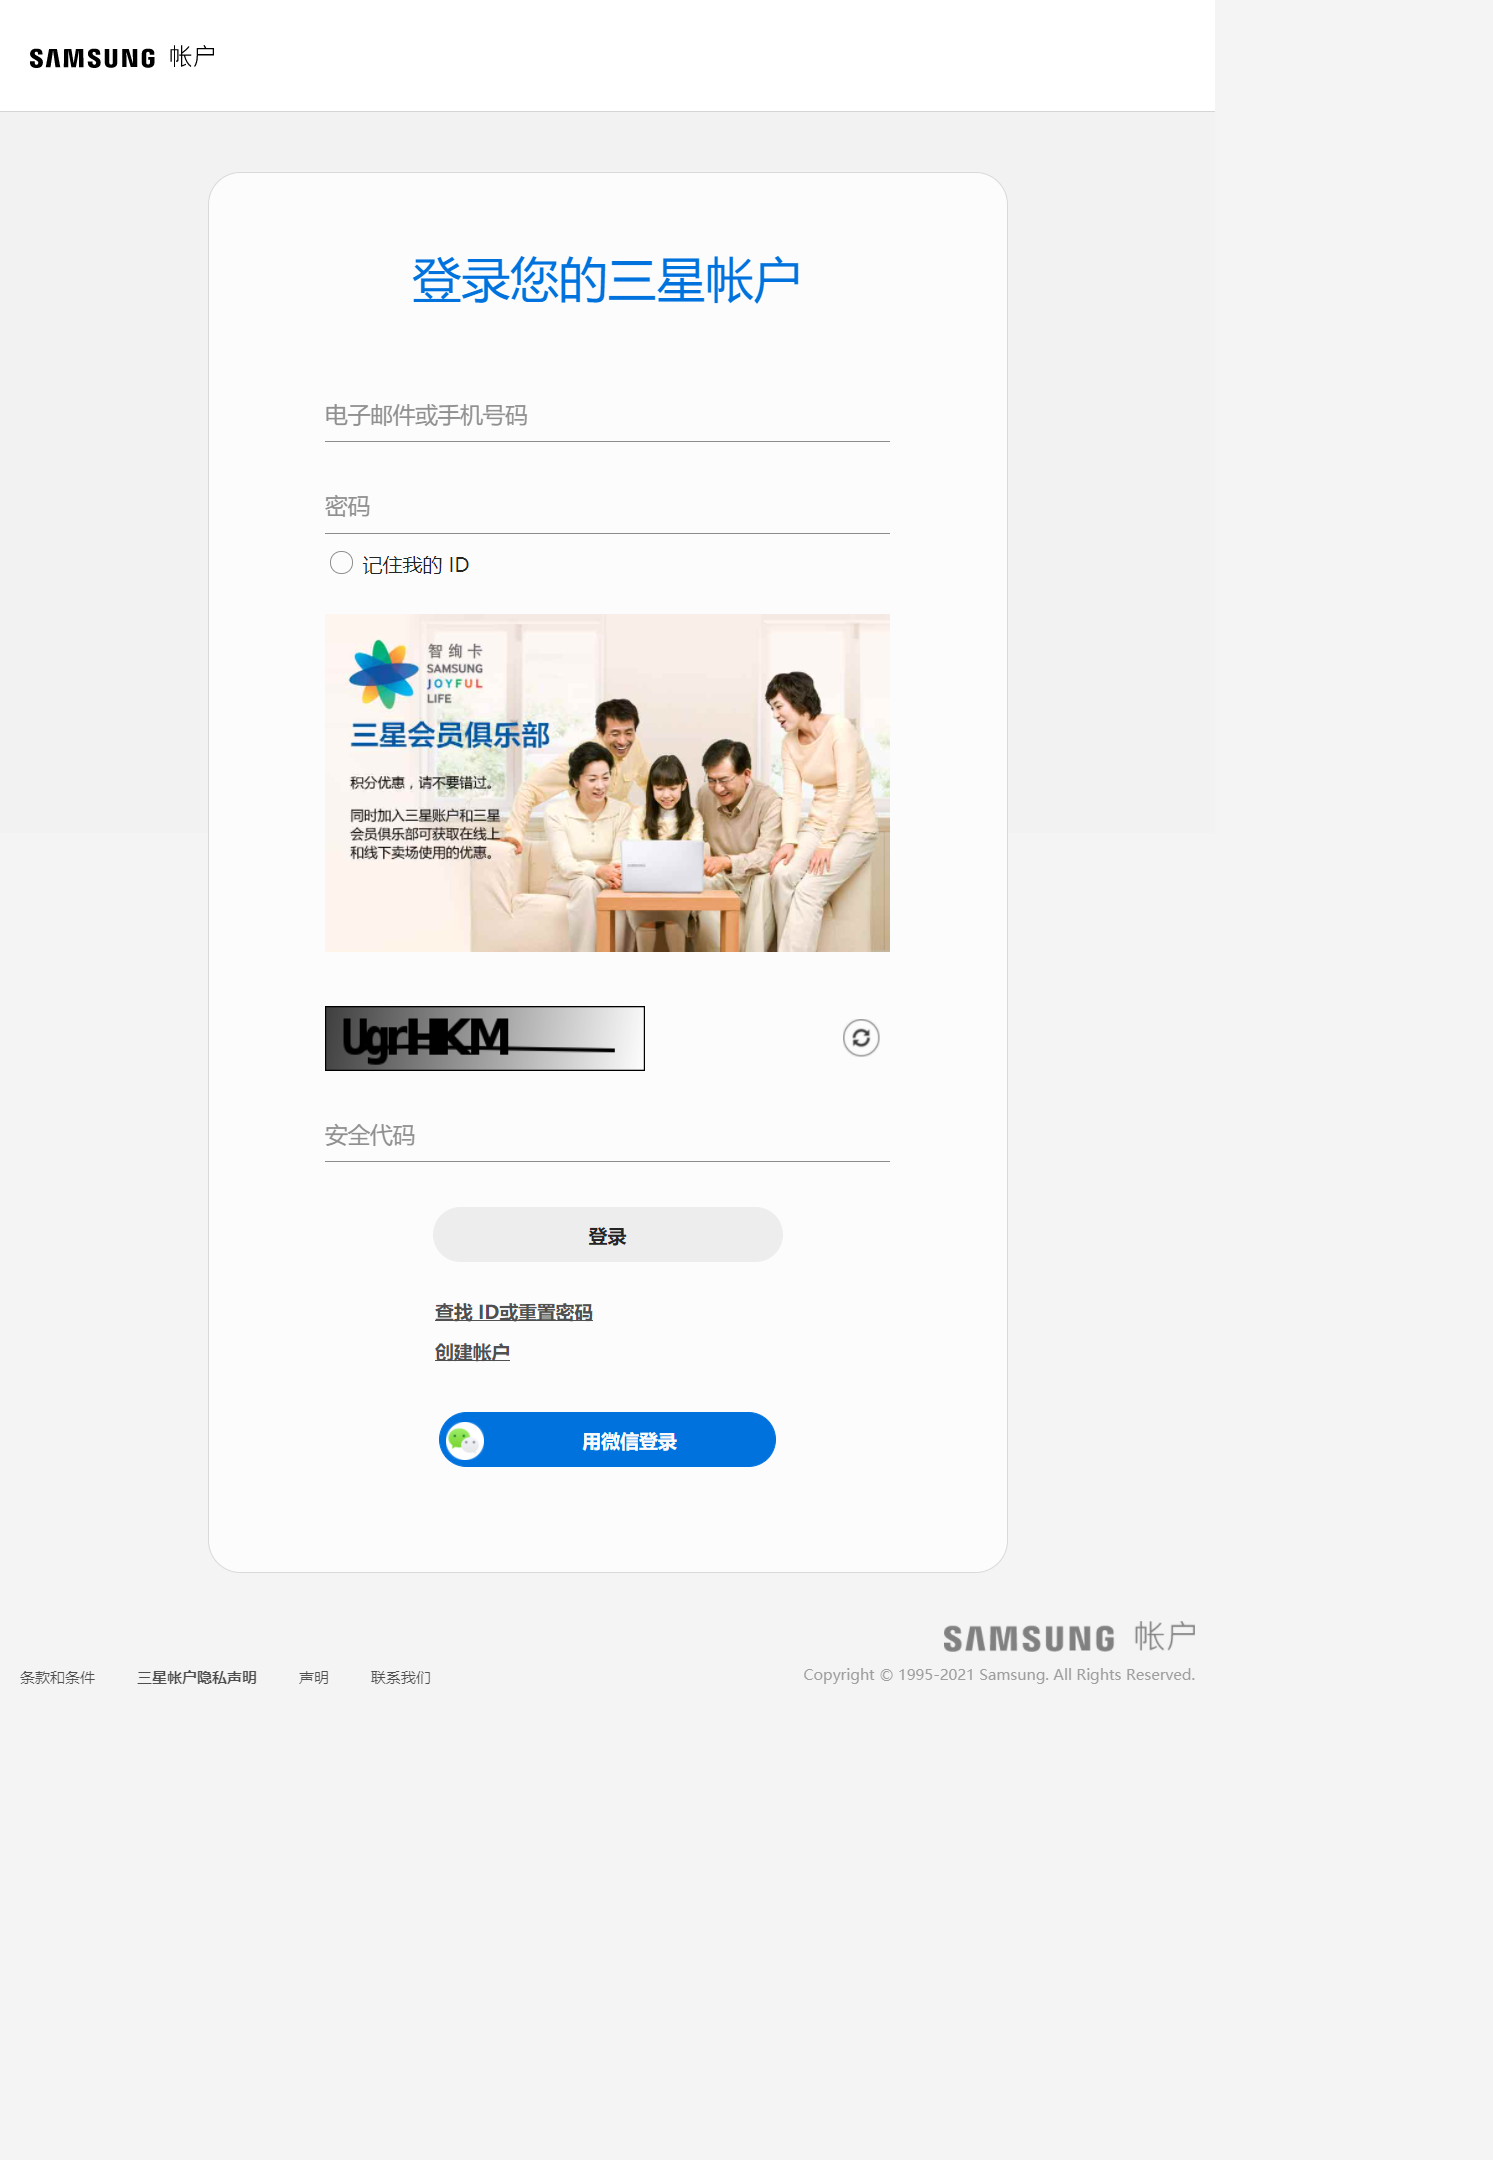 SAMSUNG 帐户
登录您的三星帐户
电子邮件或手机号码
密码
记住我的 ID
智绚卡
SAMSUNG
JOYFUL
LIFE
三星会员俱乐部
积分优惠，请不要错过。
同时加入三星账户和三星
会员俱乐部可获取在线上
和线下卖场使用的优惠。
SAMSUNG
UgrHKM
安全代码
登录
查找 ID或重置密码
创建帐户
用微信登录
SAMSUNG 帐户
条款和条件 三星帐户隐私声明 声明 联系我们
Copyright © 1995-2021 Samsung. All Rights Reserved.